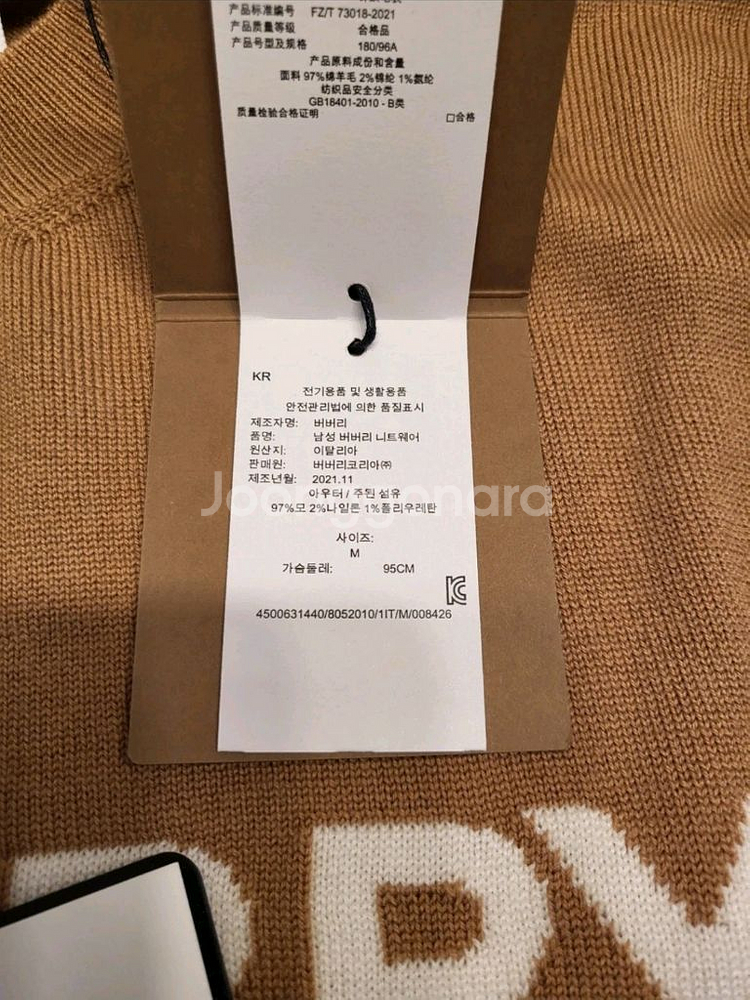 产品标准编号 FZ/T 73018-2021
产品质量等级 合格品
产品号型及规格 180/96A
产品原料成份和含量
面料 97%绵羊毛 2%锦纶 1%氨纶
纺织品安全分类
GB18401-2010 - B类
质量检验合格证明 □合格
KR
전기용품 및 생활용품
안전관리법에 의한 품질표시
제조자명: 버버리
품명: 남성 버버리 니트웨어
원산지: 이탈리아
판매원: 버버리코리아㈜
제조년월: 2021.11
아우터 / 주된 섬유
97%모 2%나일론 1%폴리우레탄
Joonggonara
사이즈:
M
가슴둘레: 95CM
4500631440/8052010/1IT/M/008426
RRY